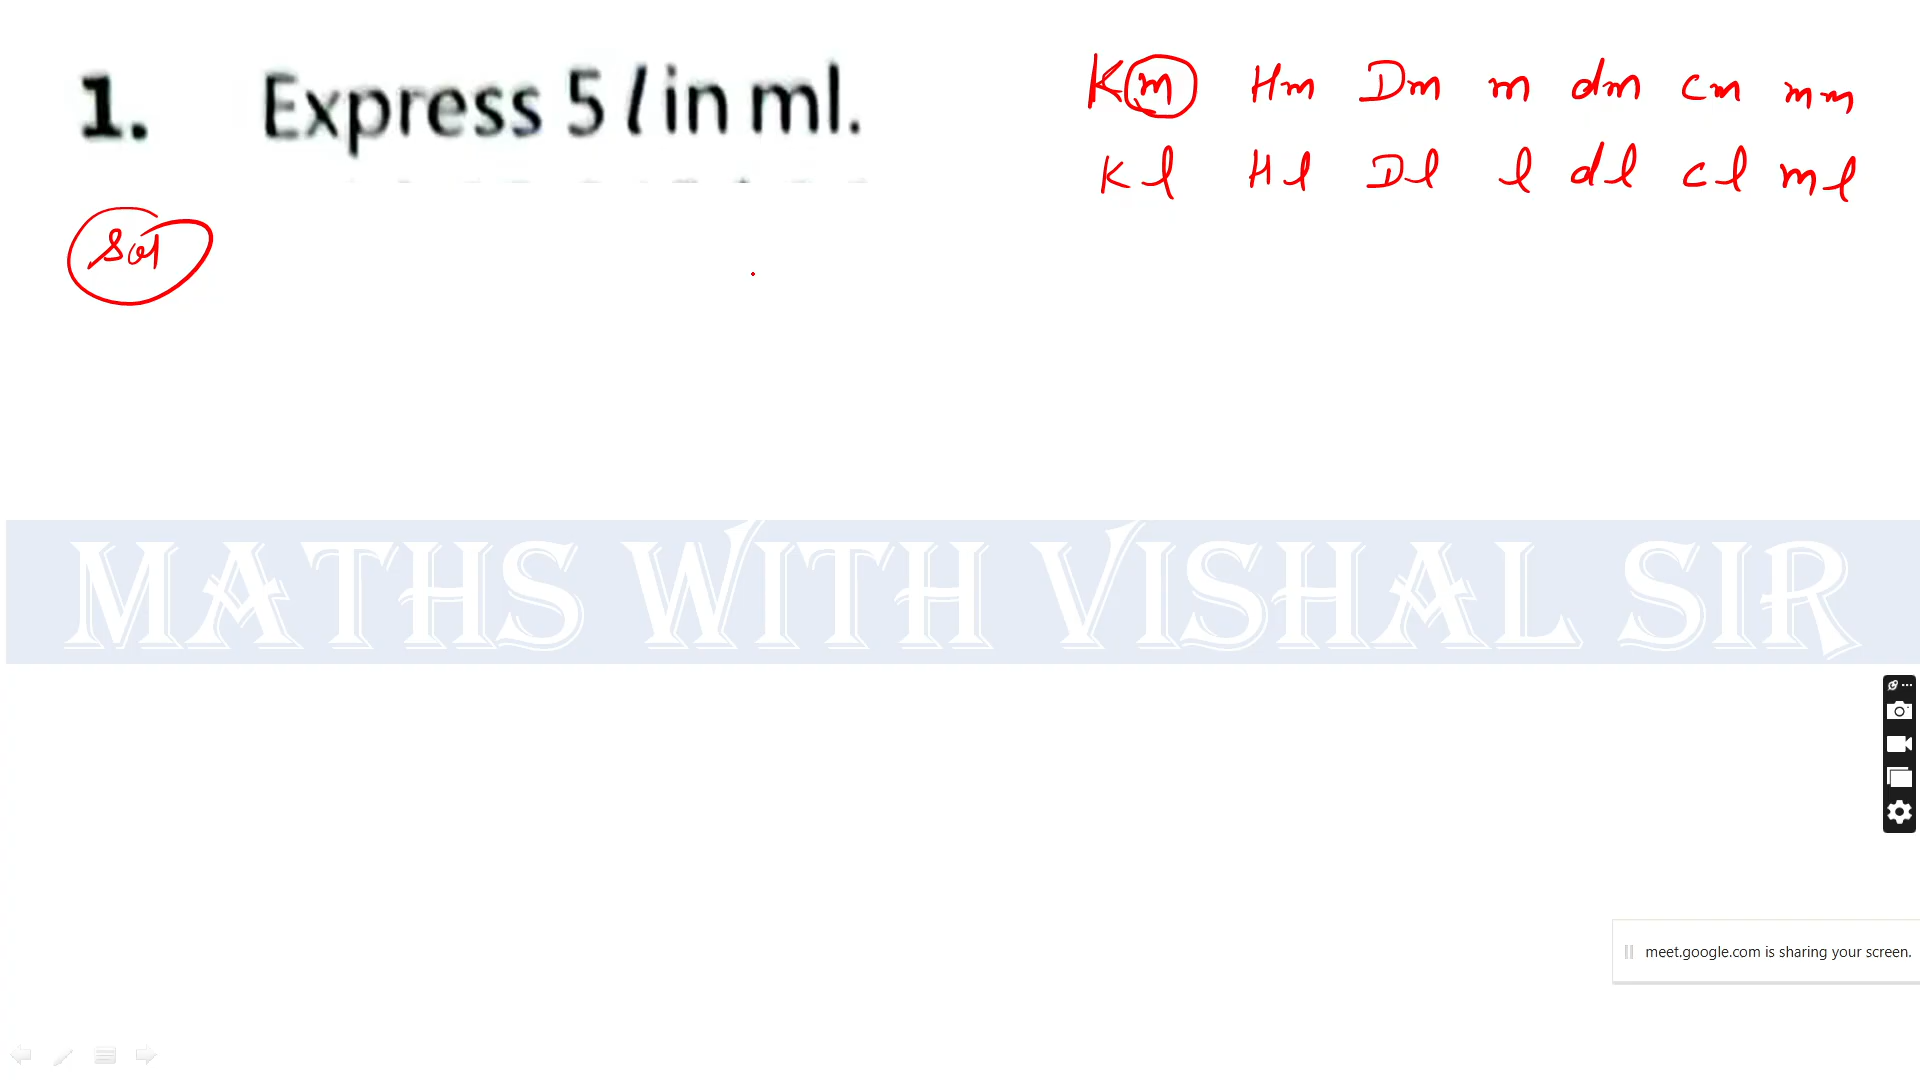 1. Express 5 l in ml.
Km Hm Dm m dm cm mm
Kl Hl Dl l dl cl ml
Sol
MATHS WITH VISHAL SIR
meet.google.com is sharing your screen.